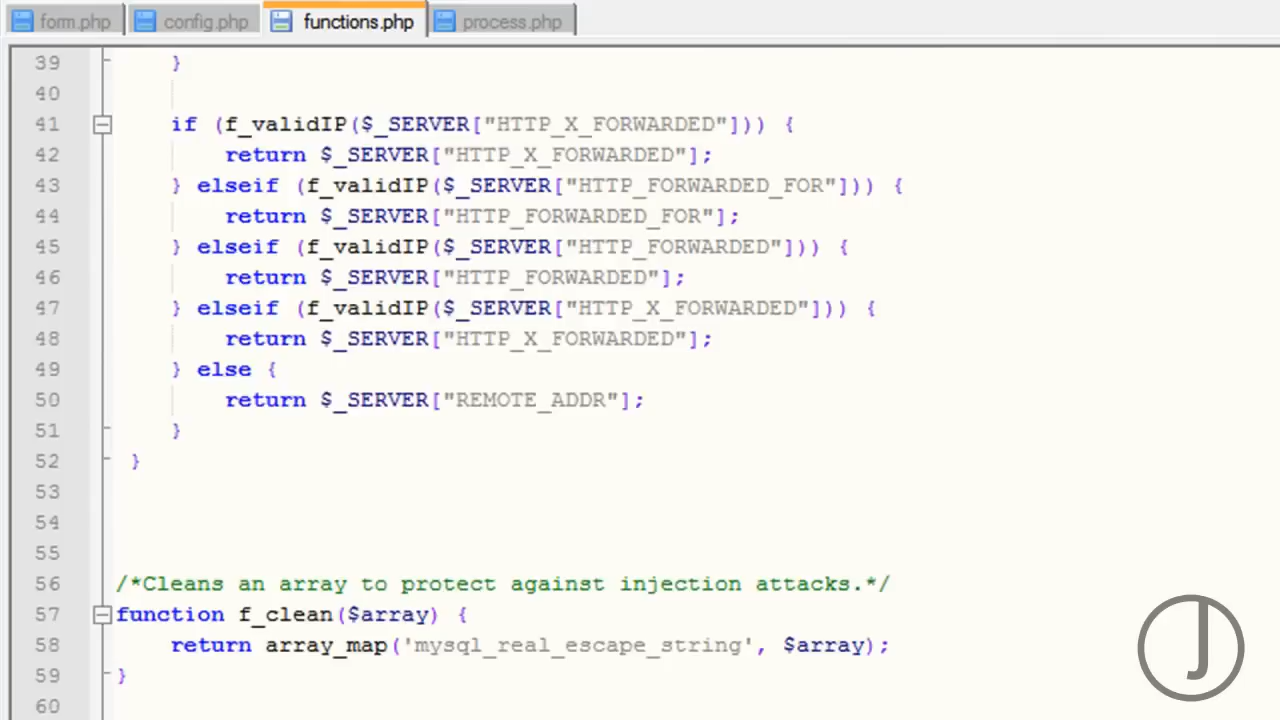 form.php config.php functions.php process.php
39 }
40
41 if (f_validIP($_SERVER["HTTP_X_FORWARDED"])) {
42 return $_SERVER["HTTP_X_FORWARDED"];
43 } elseif (f_validIP($_SERVER["HTTP_FORWARDED_FOR"])) {
44 return $_SERVER["HTTP_FORWARDED_FOR"];
45 } elseif (f_validIP($_SERVER["HTTP_FORWARDED"])) {
46 return $_SERVER["HTTP_FORWARDED"];
47 } elseif (f_validIP($_SERVER["HTTP_X_FORWARDED"])) {
48 return $_SERVER["HTTP_X_FORWARDED"];
49 } else {
50 return $_SERVER["REMOTE_ADDR"];
51 }
52 }
53
54
55
56 /*Cleans an array to protect against injection attacks.*/
57 function f_clean($array) {
58 return array_map('mysql_real_escape_string', $array);
59 }
60
J